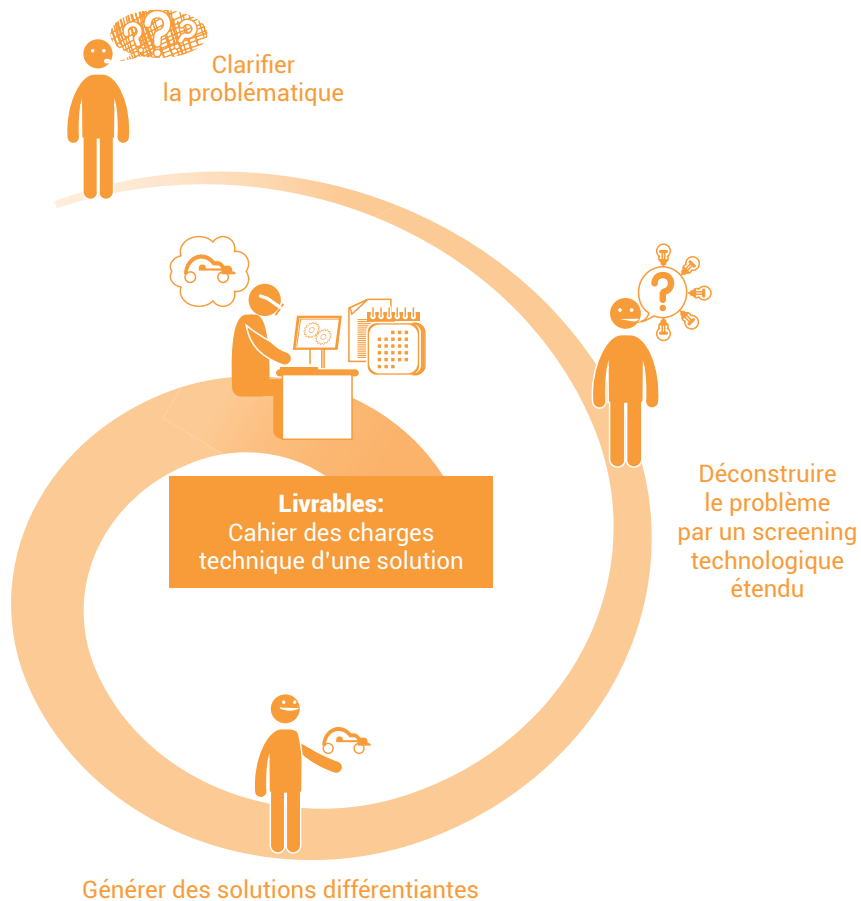 Clarifier
la problématique
Déconstruire
le problème
par un screening
technologique
étendu
Générer des solutions différentiantes
Livrables:
Cahier des charges
technique d'une solution